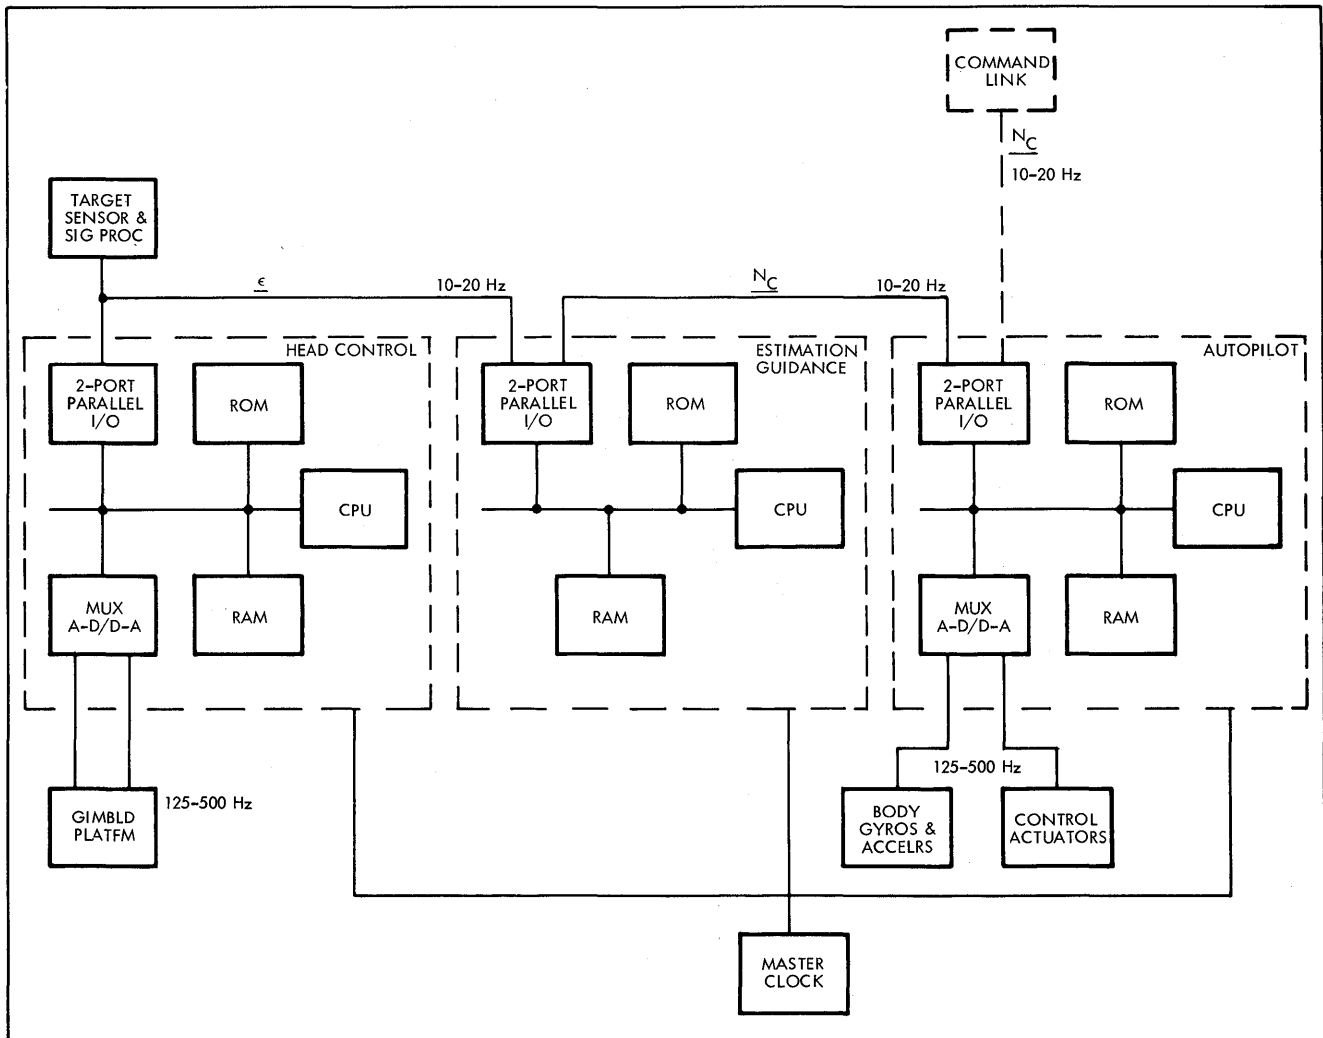 COMMAND
LINK
N_C
10-20 Hz
TARGET
SENSOR &
SIG PROC
ϵ
10-20 Hz
N_C
10-20 Hz
HEAD CONTROL
2-PORT
PARALLEL
I/O
ROM
CPU
MUX
A-D/D-A
RAM
ESTIMATION
GUIDANCE
2-PORT
PARALLEL
I/O
ROM
CPU
RAM
AUTOPILOT
2-PORT
PARALLEL
I/O
ROM
CPU
MUX
A-D/D-A
RAM
GIMBLD
PLATFM
125-500 Hz
125-500 Hz
BODY
GYROS &
ACCELRS
CONTROL
ACTUATORS
MASTER
CLOCK